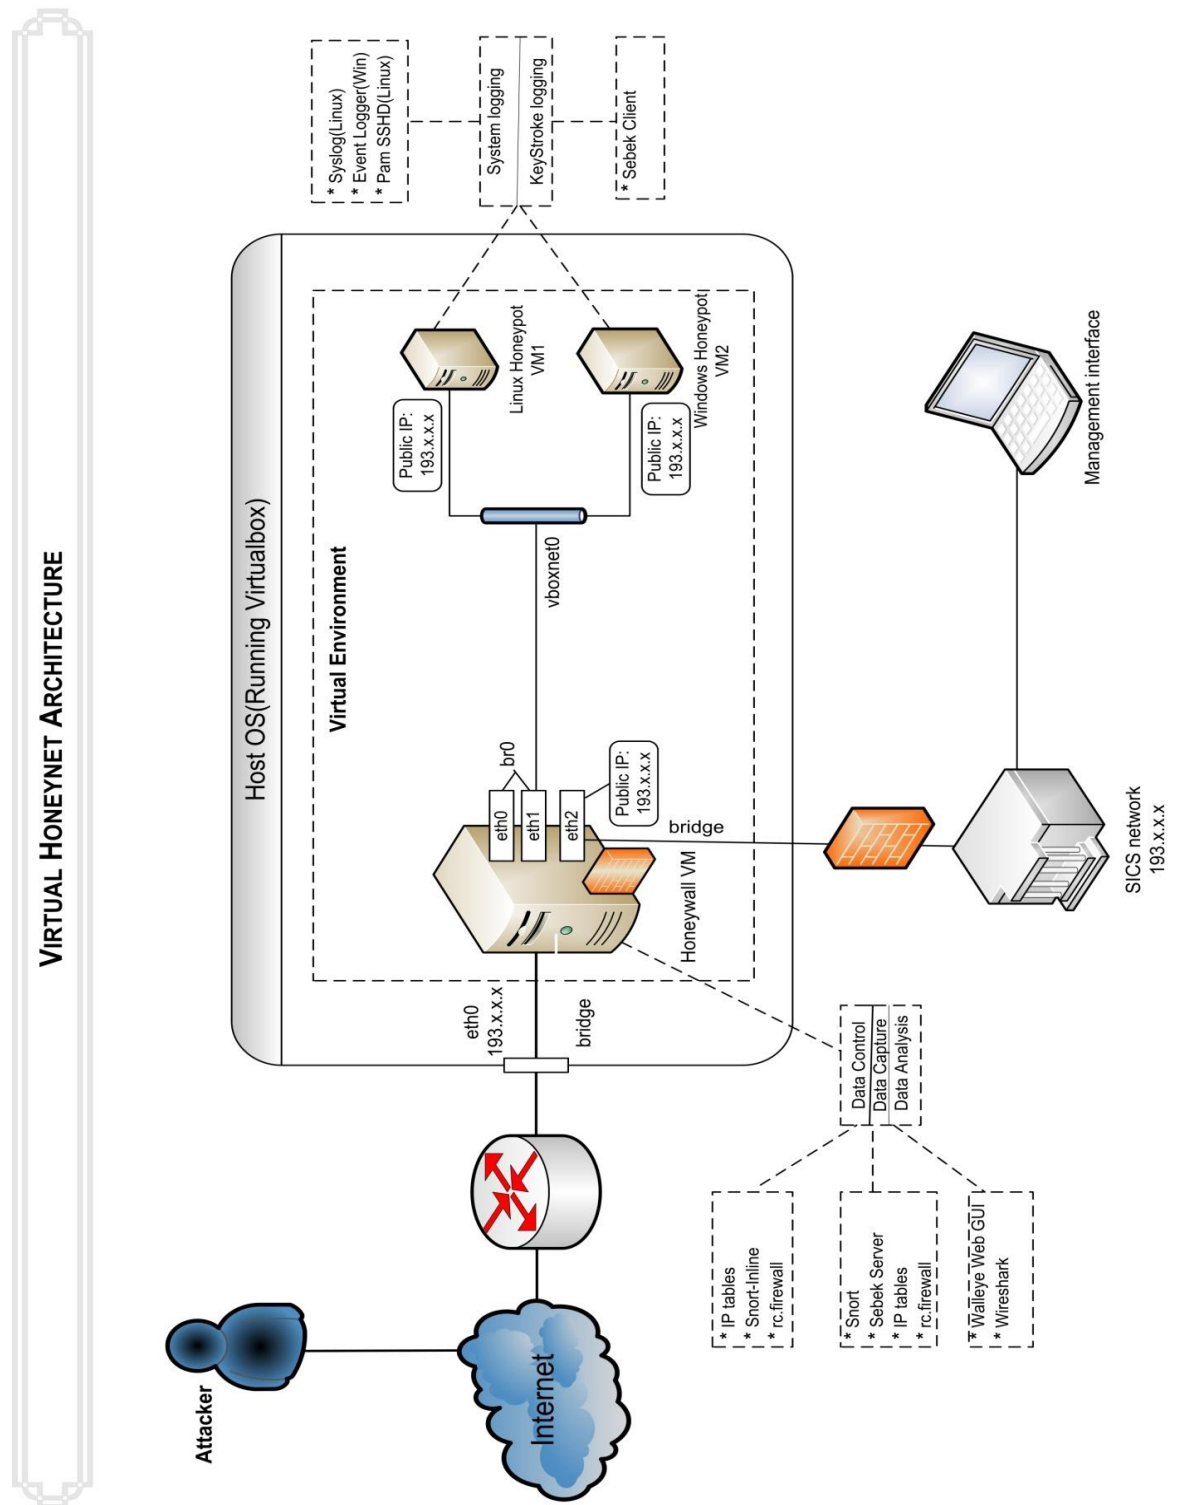 VIRTUAL HONEYNET ARCHITECTURE
Attacker
Internet
eth0
193.x.x.x
bridge
Host OS(Running Virtualbox)
Virtual Environment
eth0
eth1
eth2
br0
Public IP:
193.x.x.x
Honeywall VM
bridge
vboxnet0
Public IP:
193.x.x.x
Linux Honeypot
VM1
Public IP:
193.x.x.x
Windows Honeypot
VM2
* Syslog(Linux)
* Event Logger(Win)
* Pam SSHD(Linux)
System logging
KeyStroke logging
* Sebek Client
Data Control
Data Capture
Data Analysis
* IP tables
* Snort-Inline
* rc.firewall
* Snort
* Sebek Server
* IP tables
* rc.firewall
* Walleye Web GUI
* Wireshark
SICS network
193.x.x.x
Management interface